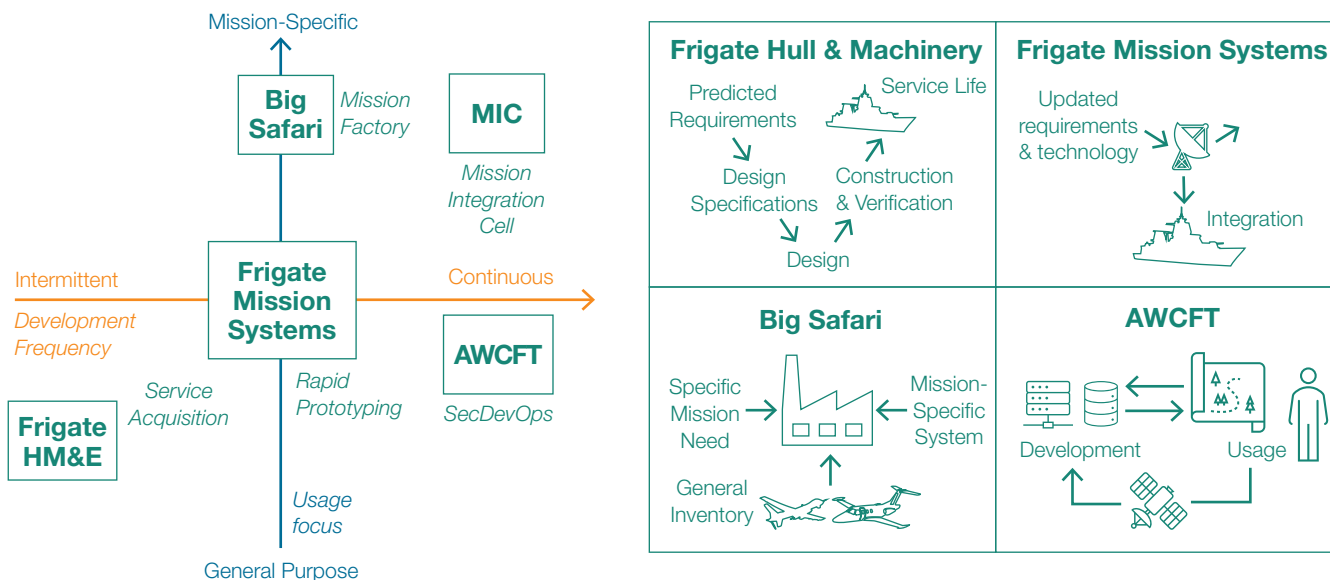 Mission-Specific
Big
Safari
Mission
Factory
MIC
Mission
Integration
Cell
Intermittent
Development
Frequency
Frigate
Mission
Systems
Continuous
AWCFT
SecDevOps
Service
Acquisition
Rapid
Prototyping
Frigate
HM&E
Usage
focus
General Purpose
Frigate Hull & Machinery
Predicted
Requirements
Service Life
Design
Specifications
Construction
& Verification
Design
Frigate Mission Systems
Updated
requirements
& technology
Integration
Big Safari
Specific
Mission
Need
Mission-
Specific
System
General
Inventory
AWCFT
Development
Usage